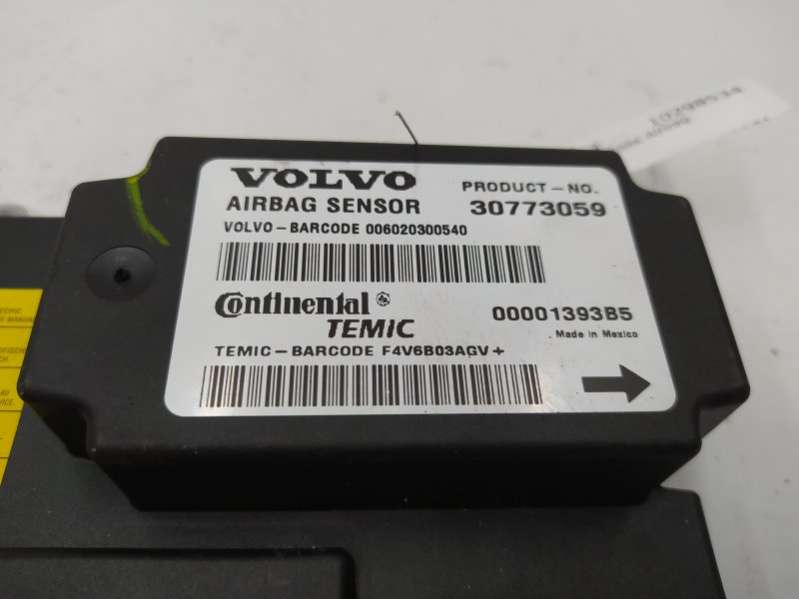 VOLVO
AIRBAG SENSOR
PRODUCT-NO.
30773059
VOLVO-BARCODE 006020300540
Continental
TEMIC
00001393B5
Made in Mexico
TEMIC-BARCODE F4V6B03AGV+